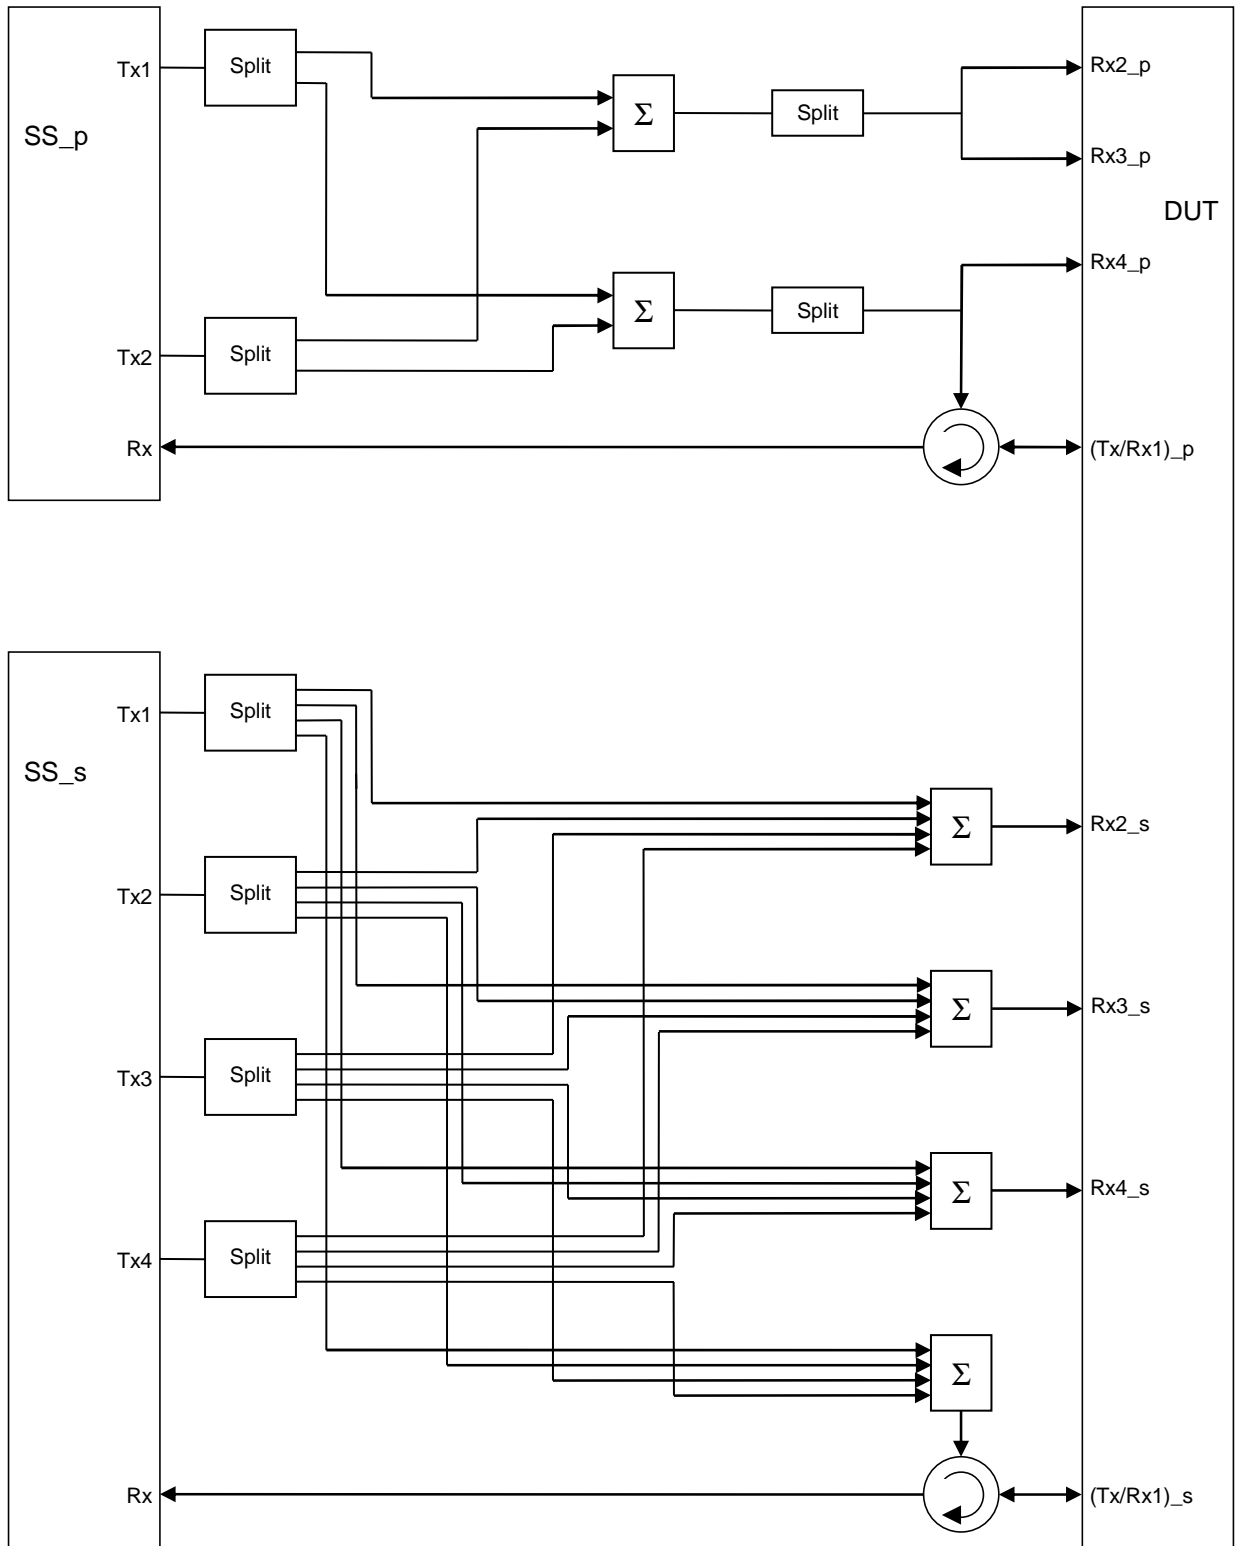 Tx1
Split
Rx2_p
Split
Σ
SS_p
Rx3_p
DUT
Rx4_p
Split
Σ
Tx2
Split
Rx
(Tx/Rx1)_p
Tx1
Split
SS_s
Σ
Rx2_s
Tx2
Split
Σ
Rx3_s
Tx3
Split
Σ
Rx4_s
Tx4
Split
Σ
Rx
(Tx/Rx1)_s